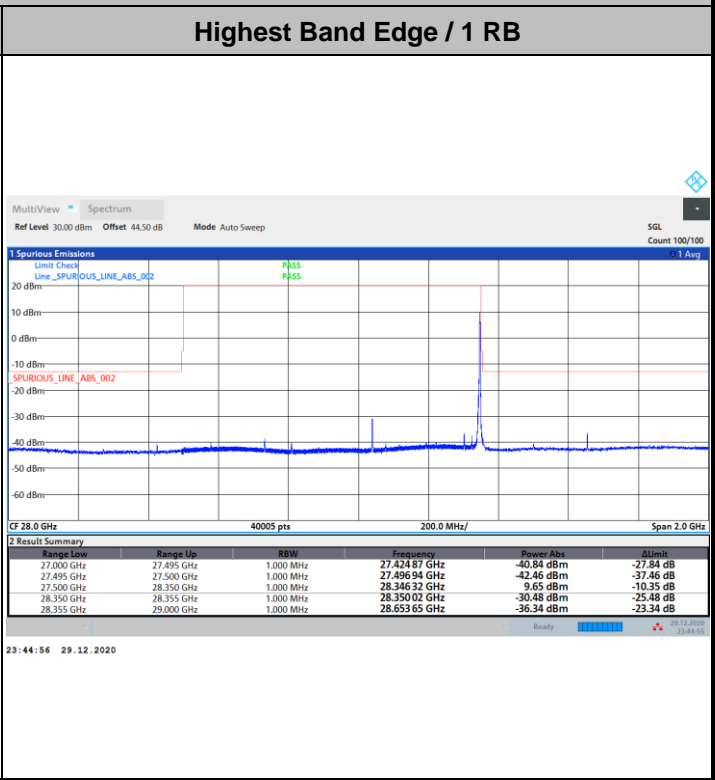 Highest Band Edge / 1 RB
MultiView Spectrum
Ref Level 30.00 dBm Offset 44.50 dB Mode Auto Sweep SGL
Count 100/100
1 Spurious Emissions 1 Avg
Limit Check PASS
Line _SPURIOUS_LINE_ABS_002 PASS
20 dBm
10 dBm
0 dBm
-10 dBm
_SPURIOUS_LINE_ABS_002
-20 dBm
-30 dBm
-40 dBm
-50 dBm
-60 dBm
CF 28.0 GHz 40005 pts 200.0 MHz/ Span 2.0 GHz
2 Result Summary
Range Low Range Up RBW Frequency Power Abs ΔLimit
27.000 GHz 27.495 GHz 1.000 MHz 27.424 87 GHz -40.84 dBm -27.84 dB
27.495 GHz 27.500 GHz 1.000 MHz 27.496 94 GHz -42.46 dBm -37.46 dB
27.500 GHz 28.350 GHz 1.000 MHz 28.346 32 GHz 9.65 dBm -10.35 dB
28.350 GHz 28.355 GHz 1.000 MHz 28.350 02 GHz -30.48 dBm -25.48 dB
28.355 GHz 29.000 GHz 1.000 MHz 28.653 65 GHz -36.34 dBm -23.34 dB
Ready 29.12.2020
23:44:55
23:44:56 29.12.2020